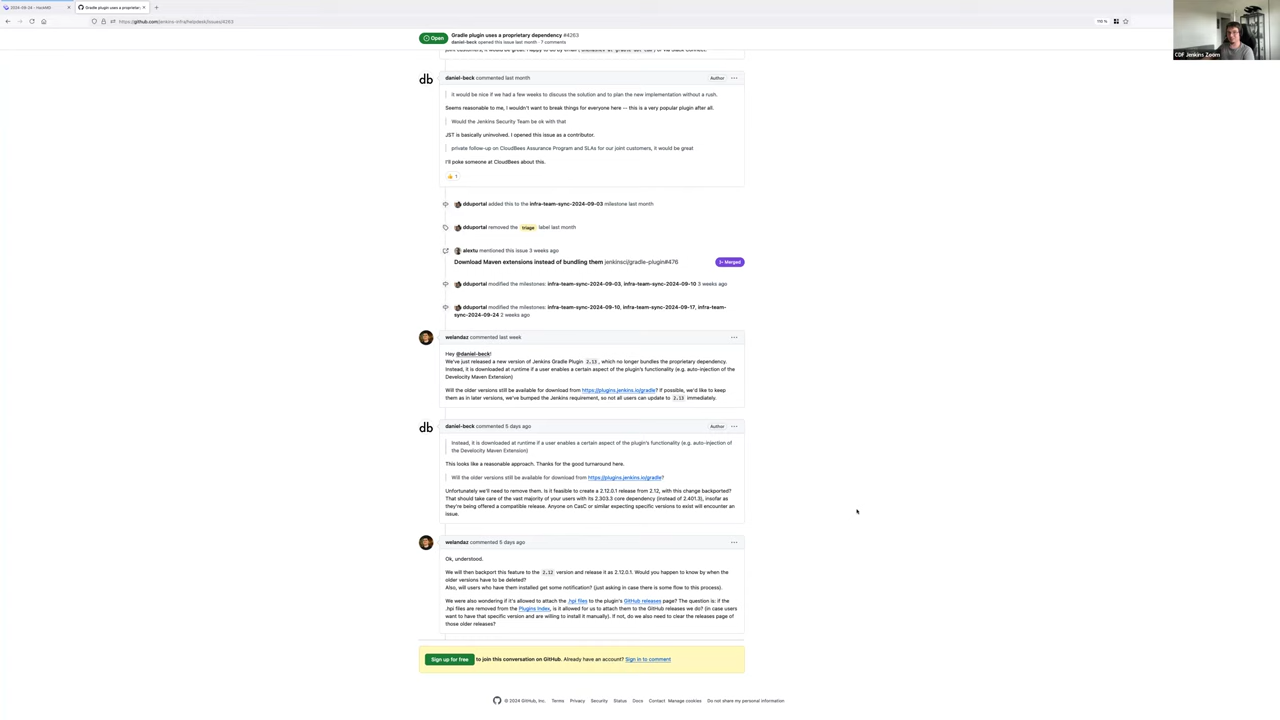 2024-09-24 - HackMD
Gradle plugin uses a proprietar
https://github.com/jenkins-infra/helpdesk/issues/4263
110 %
CDF Jenkins Zoom
Open
Gradle plugin uses a proprietary dependency #4263
daniel-beck opened this issue last month · 7 comments
daniel-beck commented last month
Author
It would be nice if we had a few weeks to discuss the solution and to plan the new implementation without a rush.
Seems reasonable to me, I wouldn't want to break things for everyone here -- this is a very popular plugin after all.
Would the Jenkins Security Team be ok with that
JST is basically uninvolved. I opened this issue as a contributor.
private follow-up on CloudBees Assurance Program and SLAs for our joint customers, it would be great
I'll poke someone at CloudBees about this.
👍 1
dduportal added this to the infra-team-sync-2024-09-03 milestone last month
dduportal removed the triage label last month
alextu mentioned this issue 3 weeks ago
Download Maven extensions instead of bundling them jenkinsci/gradle-plugin#476
Merged
dduportal modified the milestones: infra-team-sync-2024-09-03, infra-team-sync-2024-09-10 3 weeks ago
dduportal modified the milestones: infra-team-sync-2024-09-10, infra-team-sync-2024-09-17, infra-team-
sync-2024-09-24 2 weeks ago
welandaz commented last week
Hey @daniel-beck!
We've just released a new version of Jenkins Gradle Plugin 2.13, which no longer bundles the proprietary dependency.
Instead, it is downloaded at runtime if a user enables a certain aspect of the plugin's functionality (e.g. auto-injection of
the Develocity Maven Extension)
Will the older versions still be available for download from https://plugins.jenkins.io/gradle? If possible, we'd like to keep
them as in later versions, we've bumped the Jenkins requirement, so not all users can update to 2.13 immediately.
daniel-beck commented 5 days ago
Author
Instead, it is downloaded at runtime if a user enables a certain aspect of the plugin's functionality (e.g. auto-injection of
the Develocity Maven Extension)
This looks like a reasonable approach. Thanks for the good turnaround here.
Will the older versions still be available for download from https://plugins.jenkins.io/gradle?
Unfortunately we'll need to remove them. Is it feasible to create a 2.12.0.1 release from 2.12, with this change backported?
That should take care of the vast majority of your users with its 2.303.3 core dependency (instead of 2.401.3), insofar as
they're being offered a compatible release. Anyone on CasC or similar expecting specific versions to exist will encounter an
issue.
welandaz commented 5 days ago
Ok, understood.
We will then backport this feature to the 2.12 version and release it as 2.12.0.1. Would you happen to know by when the
older versions have to be deleted?
Also, will users who have them installed get some notification? (just asking in case there is some flow to this process).
We were also wondering if it's allowed to attach the .hpi files to the plugin's GitHub releases page? The question is: if the
.hpi files are removed from the Plugins Index, is it allowed for us to attach them to the GitHub releases we do? (in case users
want to have that specific version and are willing to install it manually). If not, do we also need to clear the releases page of
those older releases?
Sign up for free to join this conversation on GitHub. Already have an account? Sign in to comment
© 2024 GitHub, Inc. Terms Privacy Security Status Docs Contact Manage cookies Do not share my personal information